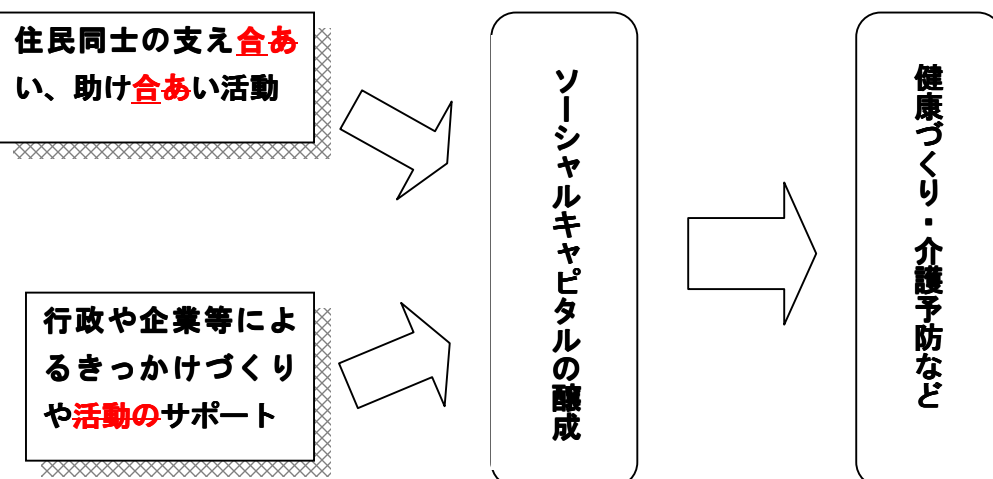 住民同士の支え合あ
い、助け合あい活動
行政や企業等によ
るきっかけづくり
や活動のサポート
ソーシャルキャピタルの醸成
健康づくり・介護予防など